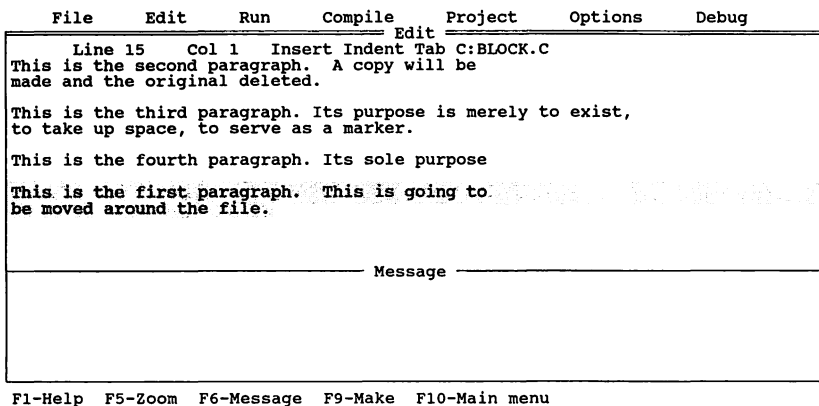 File Edit Run Compile Project Options Debug
Edit
Line 15 Col 1 Insert Indent Tab C:BLOCK.C
This is the second paragraph. A copy will be
made and the original deleted.
This is the third paragraph. Its purpose is merely to exist,
to take up space, to serve as a marker.
This is the fourth paragraph. Its sole purpose
This is the first paragraph. This is going to
be moved around the file.
Message
F1-Help F5-Zoom F6-Message F9-Make F10-Main menu